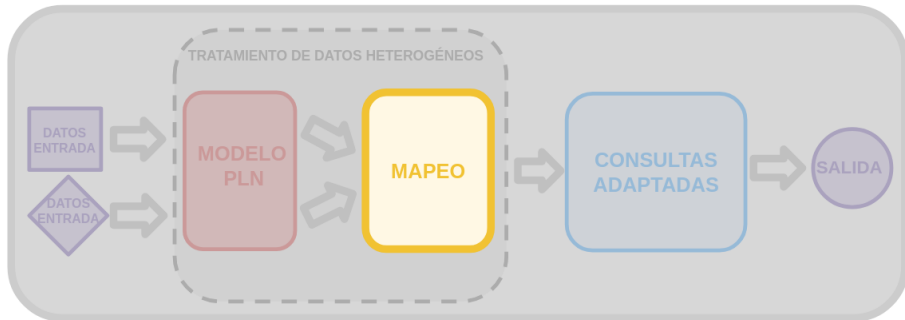 TRATAMIENTO DE DATOS HETEROGÉNEOS
DATOS
ENTRADA
DATOS
ENTRADA
MODELO
PLN
MAPEO
CONSULTAS
ADAPTADAS
SALIDA